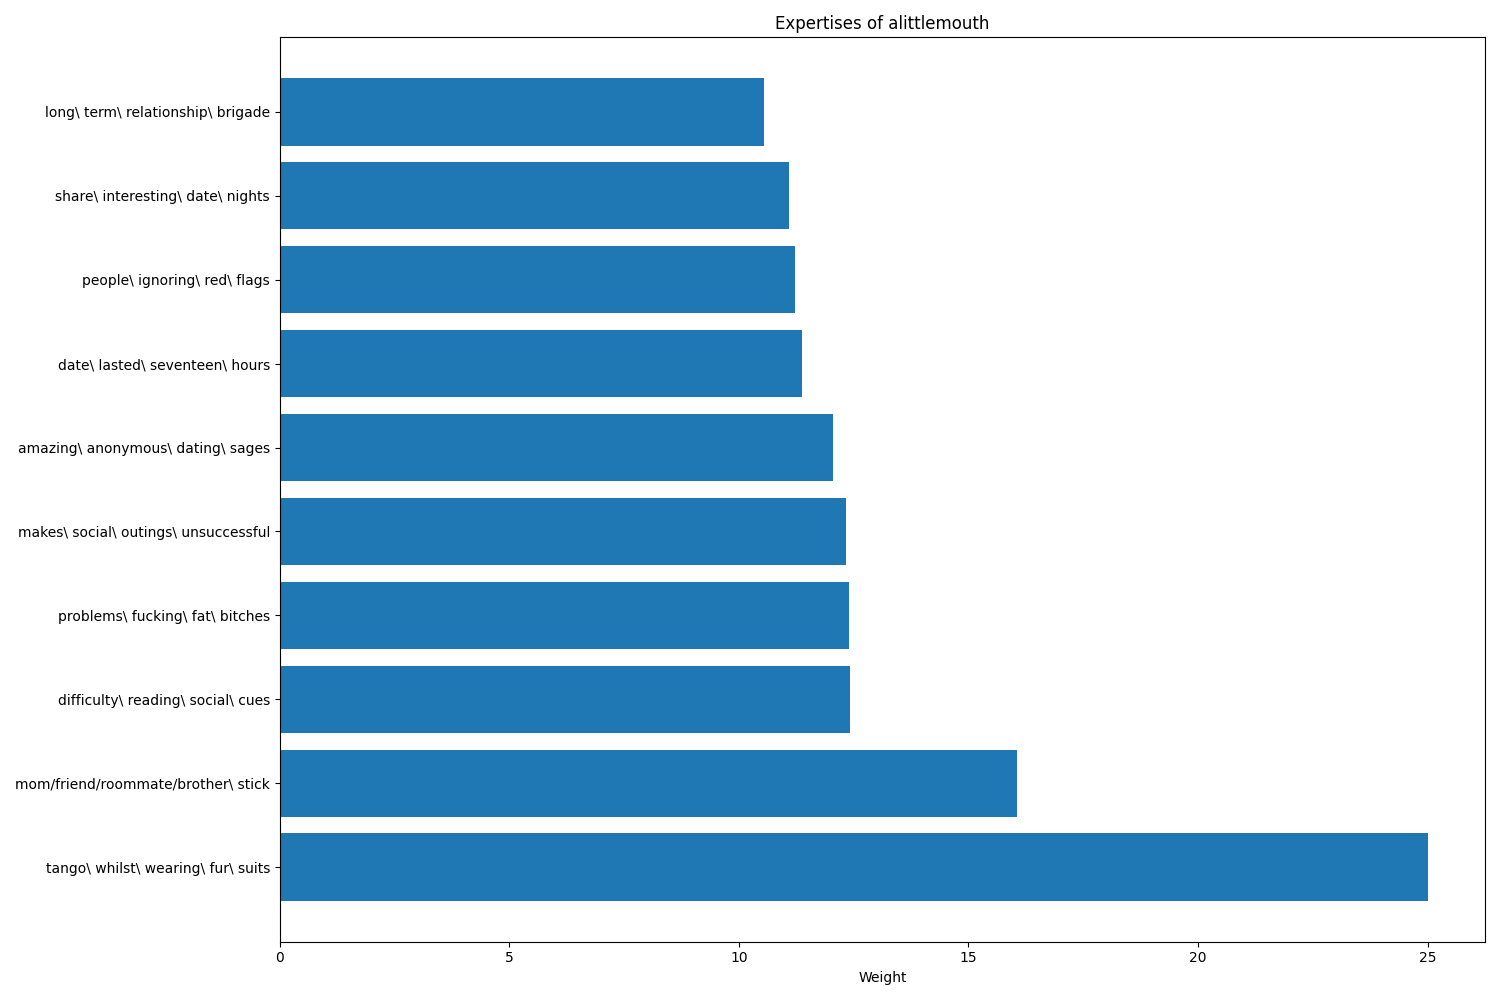 Expertises of alittlemouth
long\ term\ relationship\ brigade
share\ interesting\ date\ nights
people\ ignoring\ red\ flags
date\ lasted\ seventeen\ hours
amazing\ anonymous\ dating\ sages
makes\ social\ outings\ unsuccessful
problems\ fucking\ fat\ bitches
difficulty\ reading\ social\ cues
mom/friend/roommate/brother\ stick
tango\ whilst\ wearing\ fur\ suits
0 5 10 15 20 25
Weight